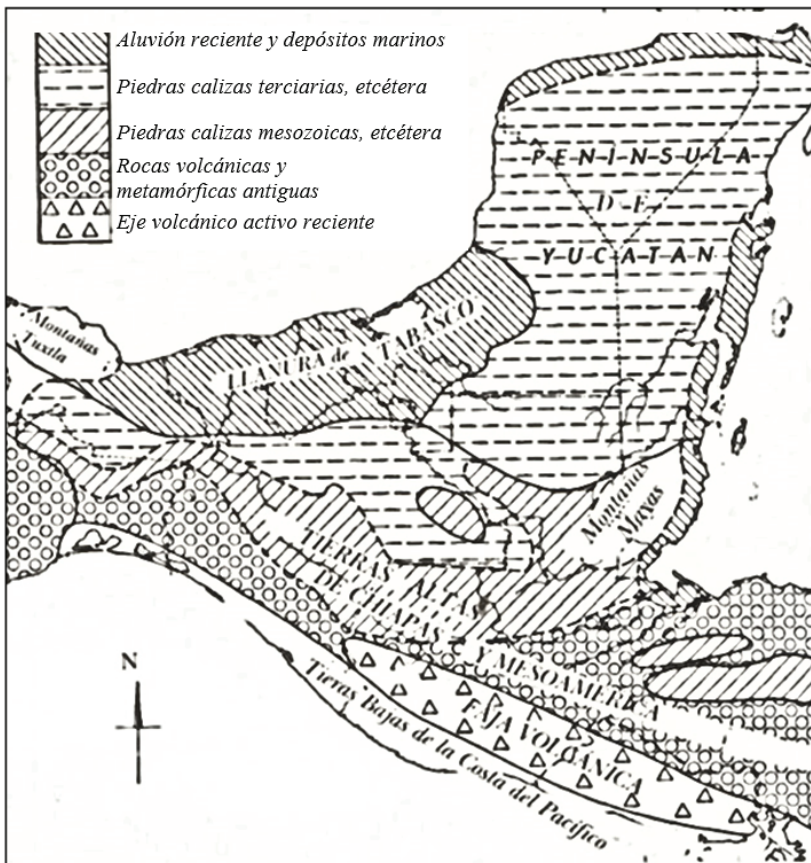 Aluvión reciente y depósitos marinos
Piedras calizas terciarias, etcétera
Piedras calizas mesozoicas, etcétera
Rocas volcánicas y
metamórficas antiguas
Eje volcánico activo reciente
P-E-N-I-N-S-U-L-A
D-E
Y-U-C-A-T-A-N
Montañas
Tuxtla
LLANURA de TABASCO
Montañas
Mayas
TIERRAS ALTAS
DE CHIAPAS Y MESOAMERICA
FAJA VOLCÁNICA
Tieras Bajas de la Costa del Pacífico
N